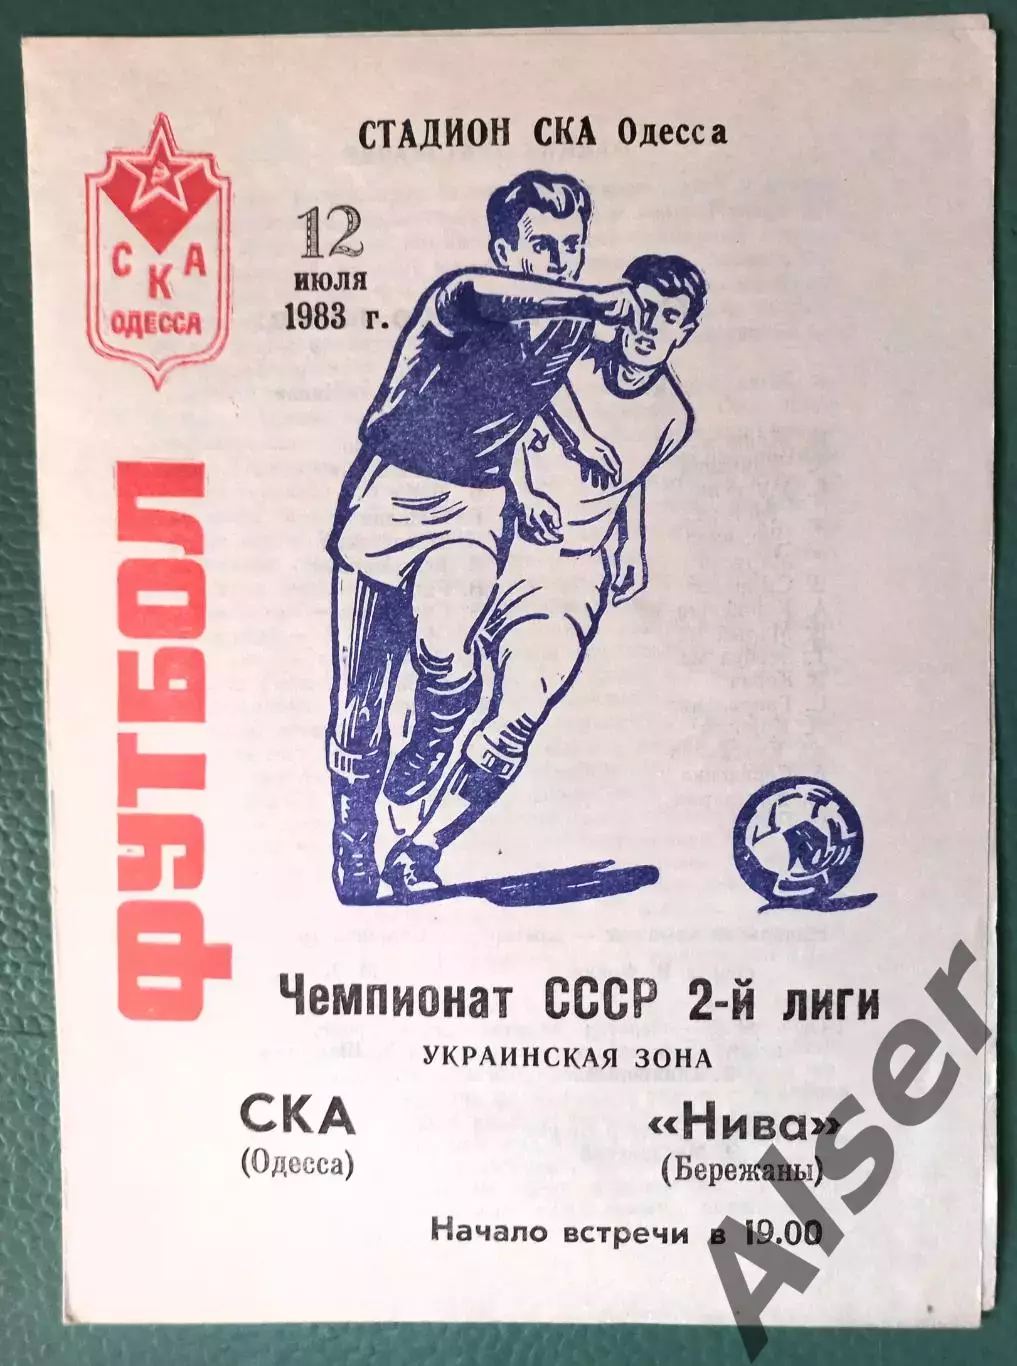 СТАДИОН СКА Одесса
СКА
ОДЕССА
12
ИЮЛЯ
1983 г.
ФУТБОЛ
Чемпионат СССР 2-й лиги
УКРАИНСКАЯ ЗОНА
СКА «Нива»
(Одесса) (Бережаны)
Начало встречи в 19.00
Alser